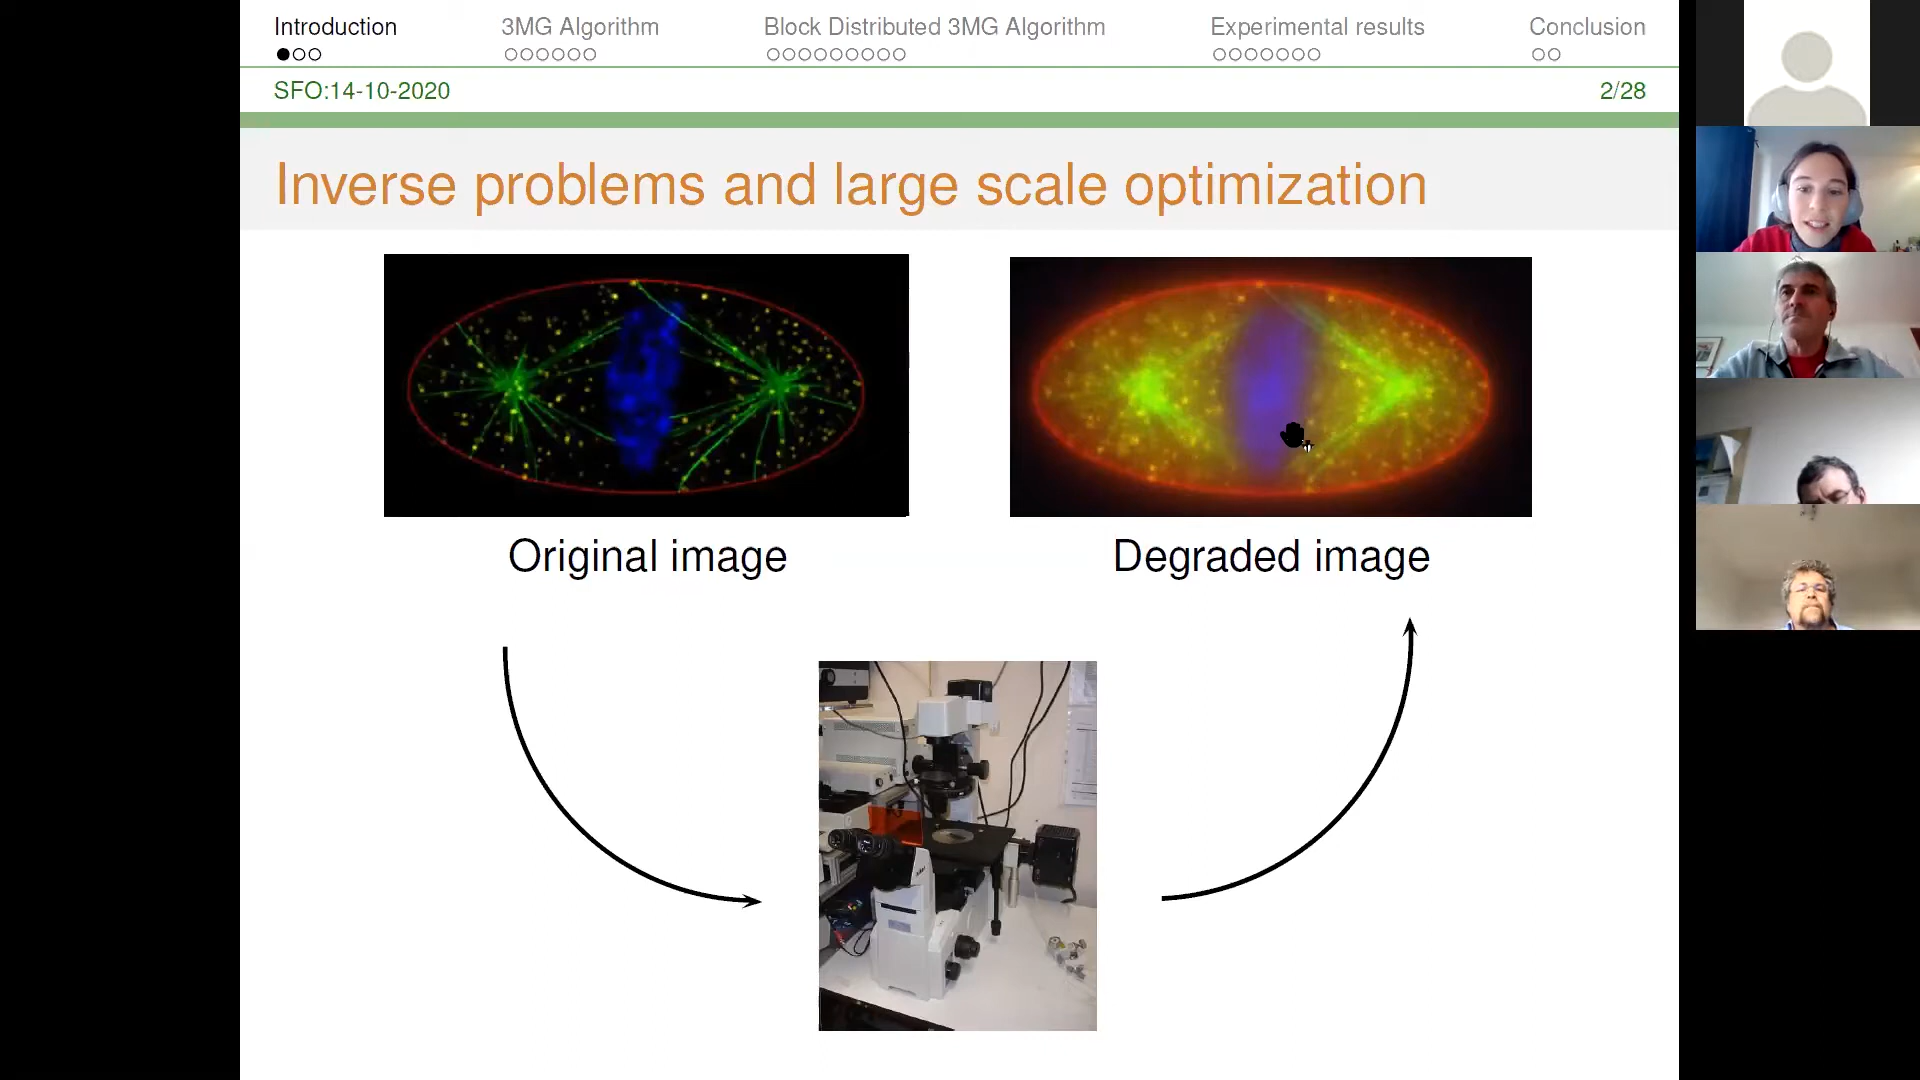 Introduction 3MG Algorithm Block Distributed 3MG Algorithm Experimental results Conclusion
SFO:14-10-2020 2/28
Inverse problems and large scale optimization
Original image Degraded image